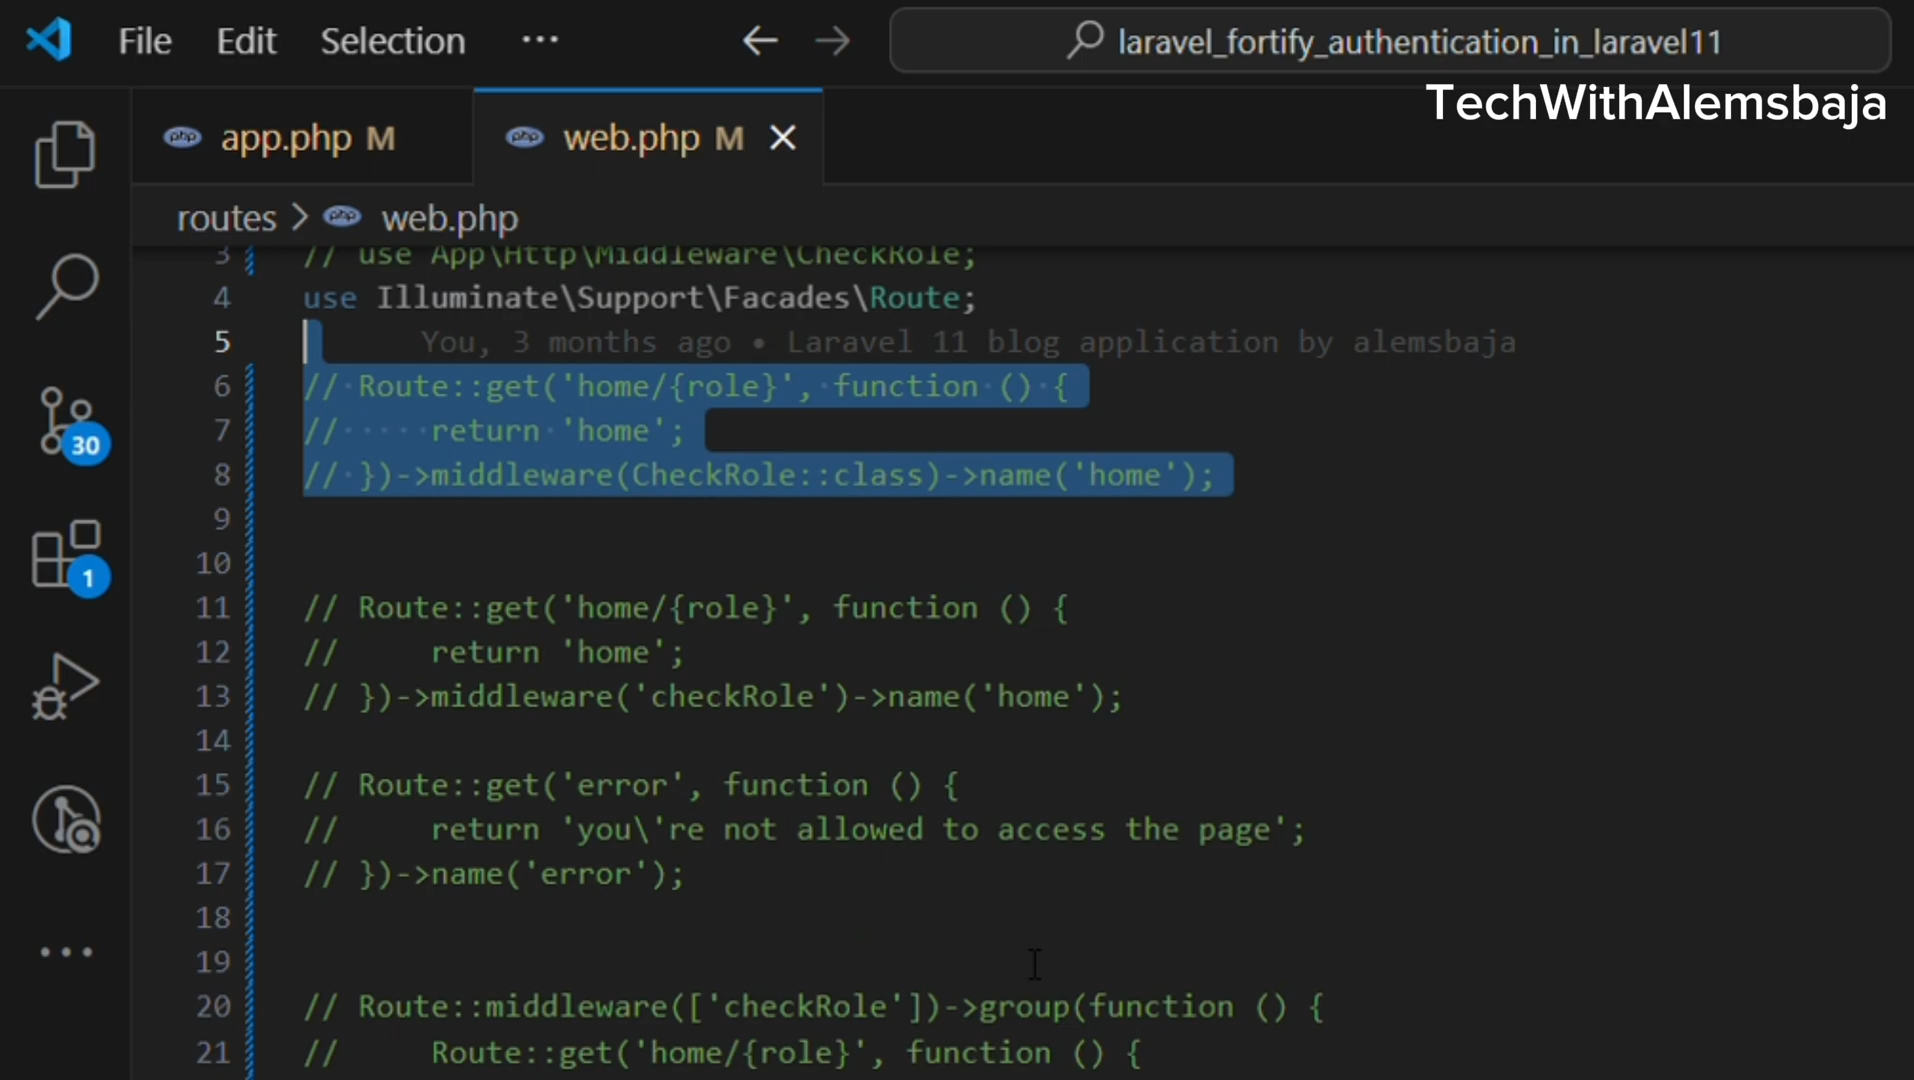 File Edit Selection ··· laravel_fortify_authentication_in_laravel11
TechWithAlemsbaja
app.php M web.php M
routes > web.php
3 // use App\Http\Middleware\CheckRole;
4 use Illuminate\Support\Facades\Route;
5 You, 3 months ago • Laravel 11 blog application by alemsbaja
6 // Route::get('home/{role}', function () {
7 //     return 'home';
8 // })->middleware(CheckRole::class)->name('home');
9
10
11 // Route::get('home/{role}', function () {
12 //     return 'home';
13 // })->middleware('checkRole')->name('home');
14
15 // Route::get('error', function () {
16 //     return 'you\'re not allowed to access the page';
17 // })->name('error');
18
19
20 // Route::middleware(['checkRole'])->group(function () {
21 //     Route::get('home/{role}', function () {
30
1